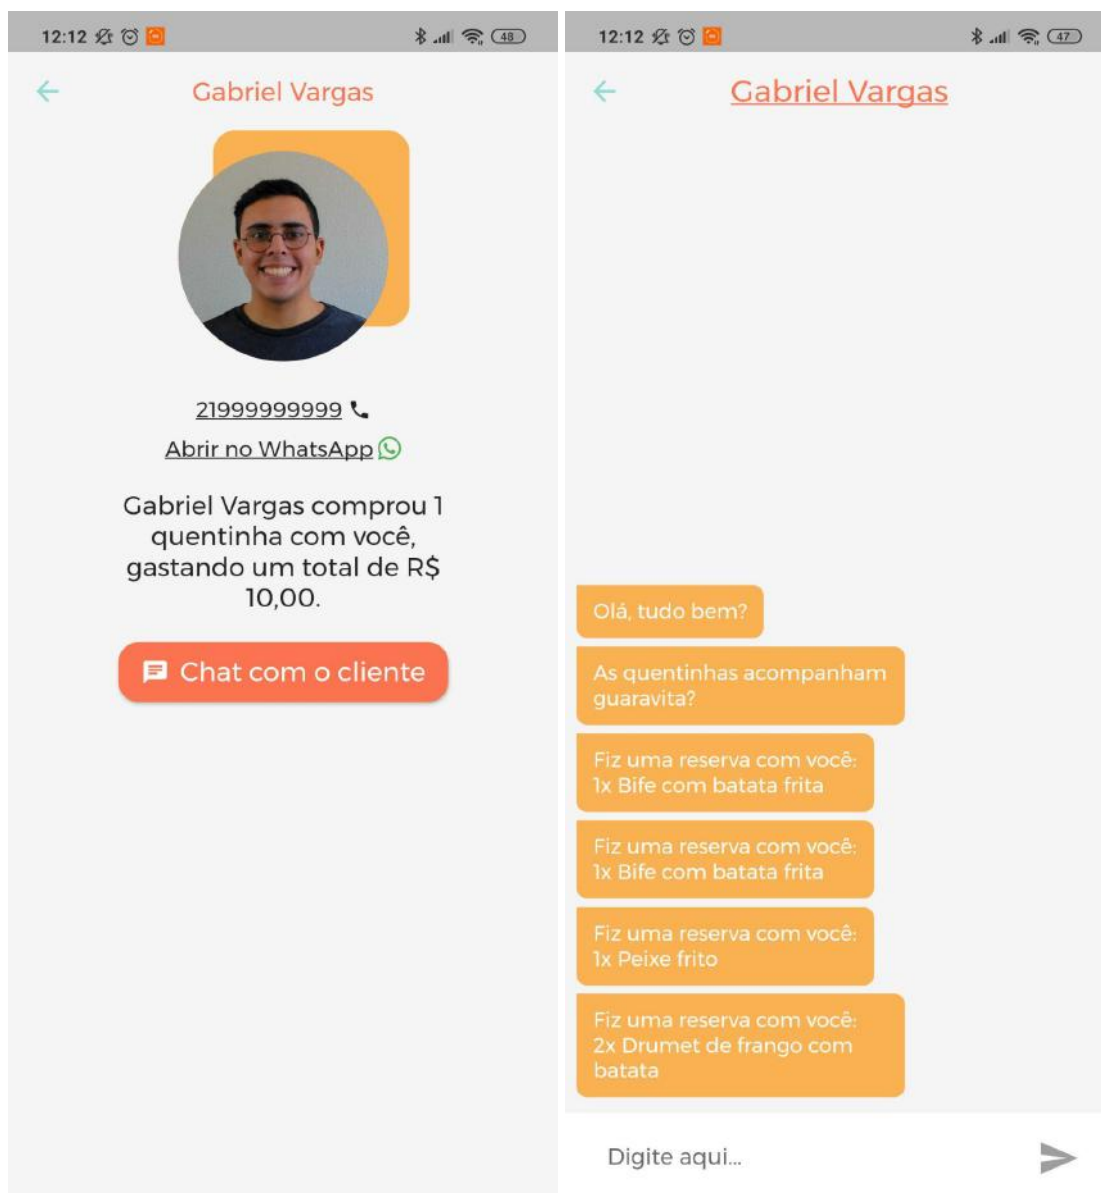 12:12
48
Gabriel Vargas
21999999999
Abrir no WhatsApp
Gabriel Vargas comprou 1
quentinha com você,
gastando um total de R$
10,00.
Chat com o cliente
12:12
47
Gabriel Vargas
Olá, tudo bem?
As quentinhas acompanham
guaravita?
Fiz uma reserva com você:
1x Bife com batata frita
Fiz uma reserva com você:
1x Bife com batata frita
Fiz uma reserva com você:
1x Peixe frito
Fiz uma reserva com você:
2x Drumet de frango com
batata
Digite aqui...